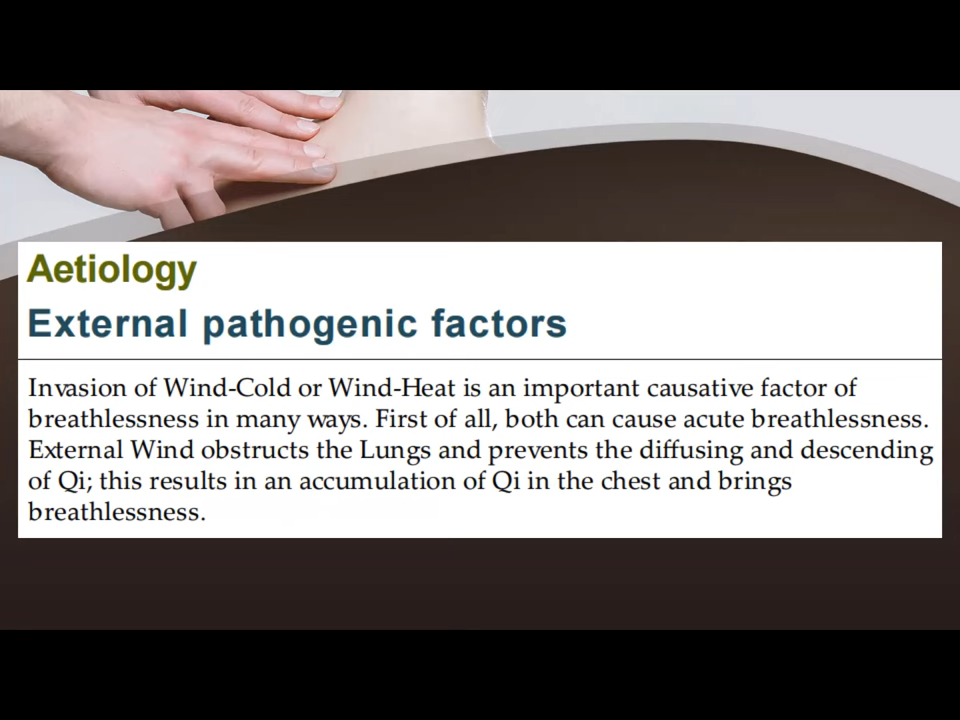 Aetiology
External pathogenic factors
Invasion of Wind-Cold or Wind-Heat is an important causative factor of
breathlessness in many ways. First of all, both can cause acute breathlessness.
External Wind obstructs the Lungs and prevents the diffusing and descending
of Qi; this results in an accumulation of Qi in the chest and brings
breathlessness.